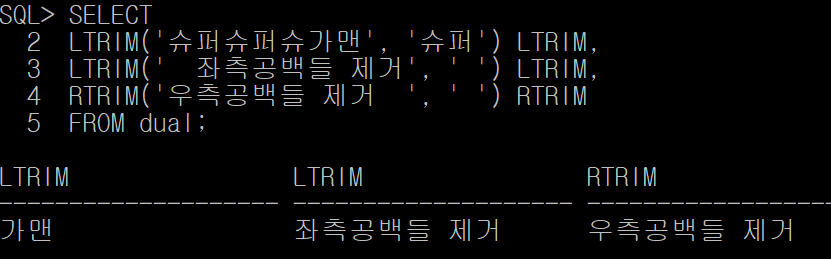 SQL> SELECT
2 LTRIM('슈퍼슈퍼슈가맨', '슈퍼') LTRIM,
3 LTRIM('  좌측공백들 제거', ' ') LTRIM,
4 RTRIM('우측공백들 제거  ', ' ') RTRIM
5 FROM dual;
LTRIM LTRIM RTRIM
-------------------- -------------------- ------------------
가맨 좌측공백들 제거 우측공백들 제거